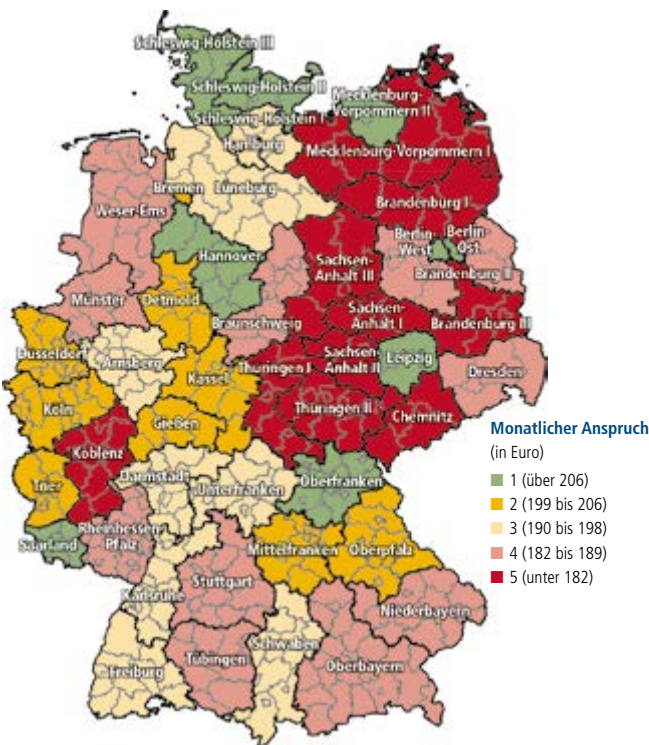 Schleswig-Holstein III
Schleswig-Holstein II
Schleswig-Holstein I
Mecklenburg-
Vorpommern II
Hamburg
Mecklenburg-Vorpommern I
Bremen
Lüneburg
Weser-Ems
Brandenburg I
Hannover
Berlin-
West
Berlin-
Ost
Sachsen-
Anhalt III
Brandenburg II
Münster
Detmold
Braunschweig
Sachsen-
Anhalt I
Brandenburg III
Düsseldorf
Arnsberg
Kassel
Thüringen I
Sachsen-
Anhalt II
Leipzig
Dresden
Köln
Gießen
Thüringen II
Chemnitz
Koblenz
Trier
Darmstadt
Unterfranken
Oberfranken
Saarland
Rheinhessen-
Pfalz
Mittelfranken
Oberpfalz
Karlsruhe
Stuttgart
Niederbayern
Freiburg
Tübingen
Schwaben
Oberbayern
Monatlicher Anspruch
(in Euro)
1 (über 206)
2 (199 bis 206)
3 (190 bis 198)
4 (182 bis 189)
5 (unter 182)